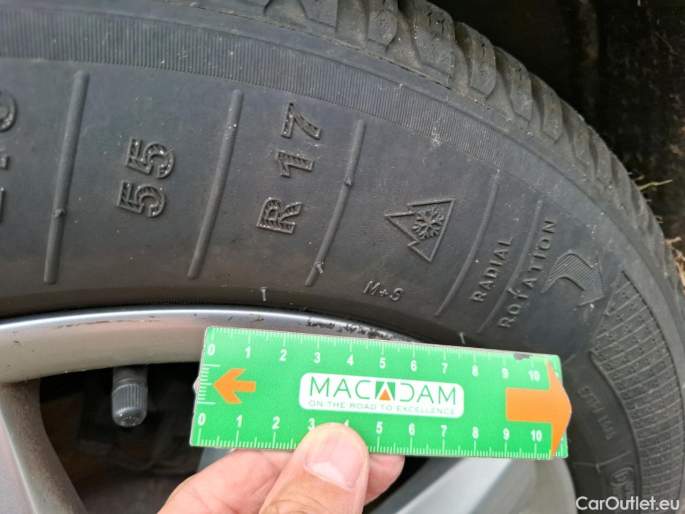 55
R 17
M+S
RADIAL
ROTATION
0 1 2 3 4 5 6 7 8 9 10
MACADAM
ON THE ROAD TO EXCELLENCE
0 1 2 3 4 5 6 7 8 9 10
CarOutlet.eu